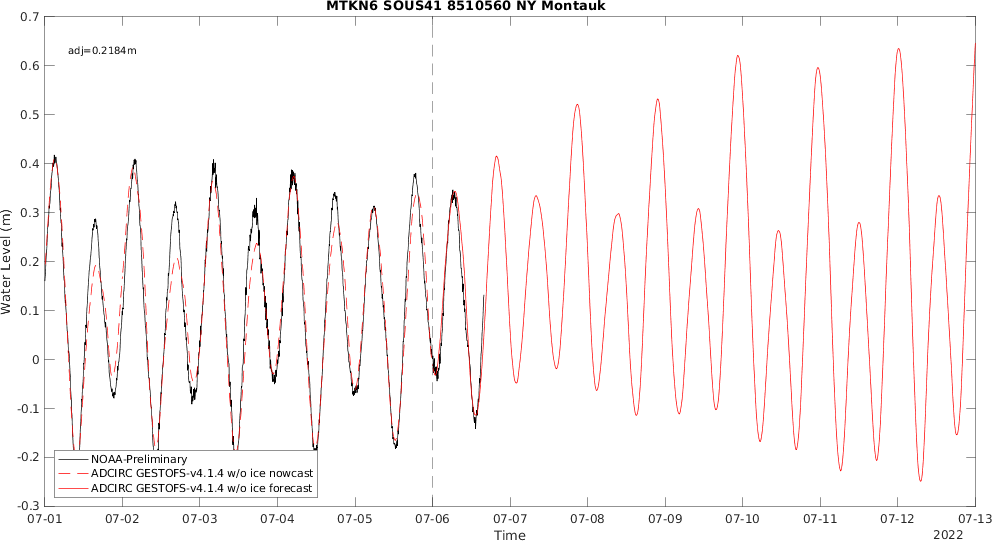 MTKN6 SOUS41 8510560 NY Montauk
0.7
adj=0.2184m
0.6
0.5
0.4
0.3
0.2
0.1
0
-0.1
-0.2
-0.3
Water Level (m)
NOAA-Preliminary
ADCIRC GESTOFS-v4.1.4 w/o ice nowcast
ADCIRC GESTOFS-v4.1.4 w/o ice forecast
07-01 07-02 07-03 07-04 07-05 07-06 07-07 07-08 07-09 07-10 07-11 07-12 07-13
Time
2022